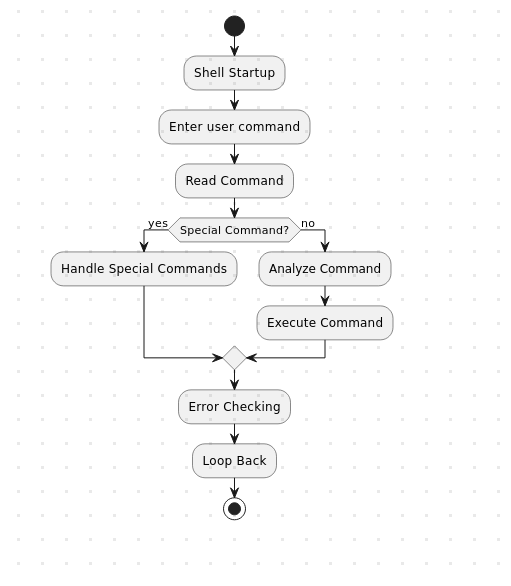 Shell Startup
Enter user command
Read Command
yes
Special Command?
no
Handle Special Commands
Analyze Command
Execute Command
Error Checking
Loop Back